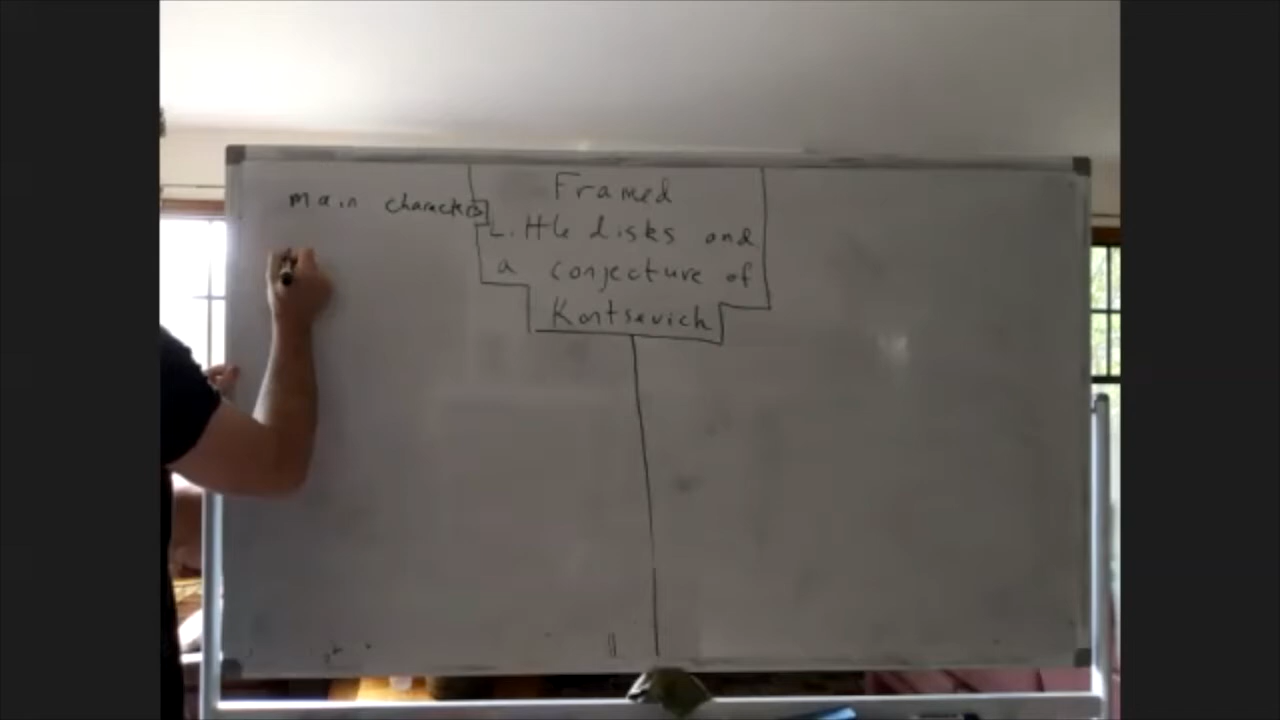 main characters
Framed
Little disks and
a conjecture of
Kontsevich